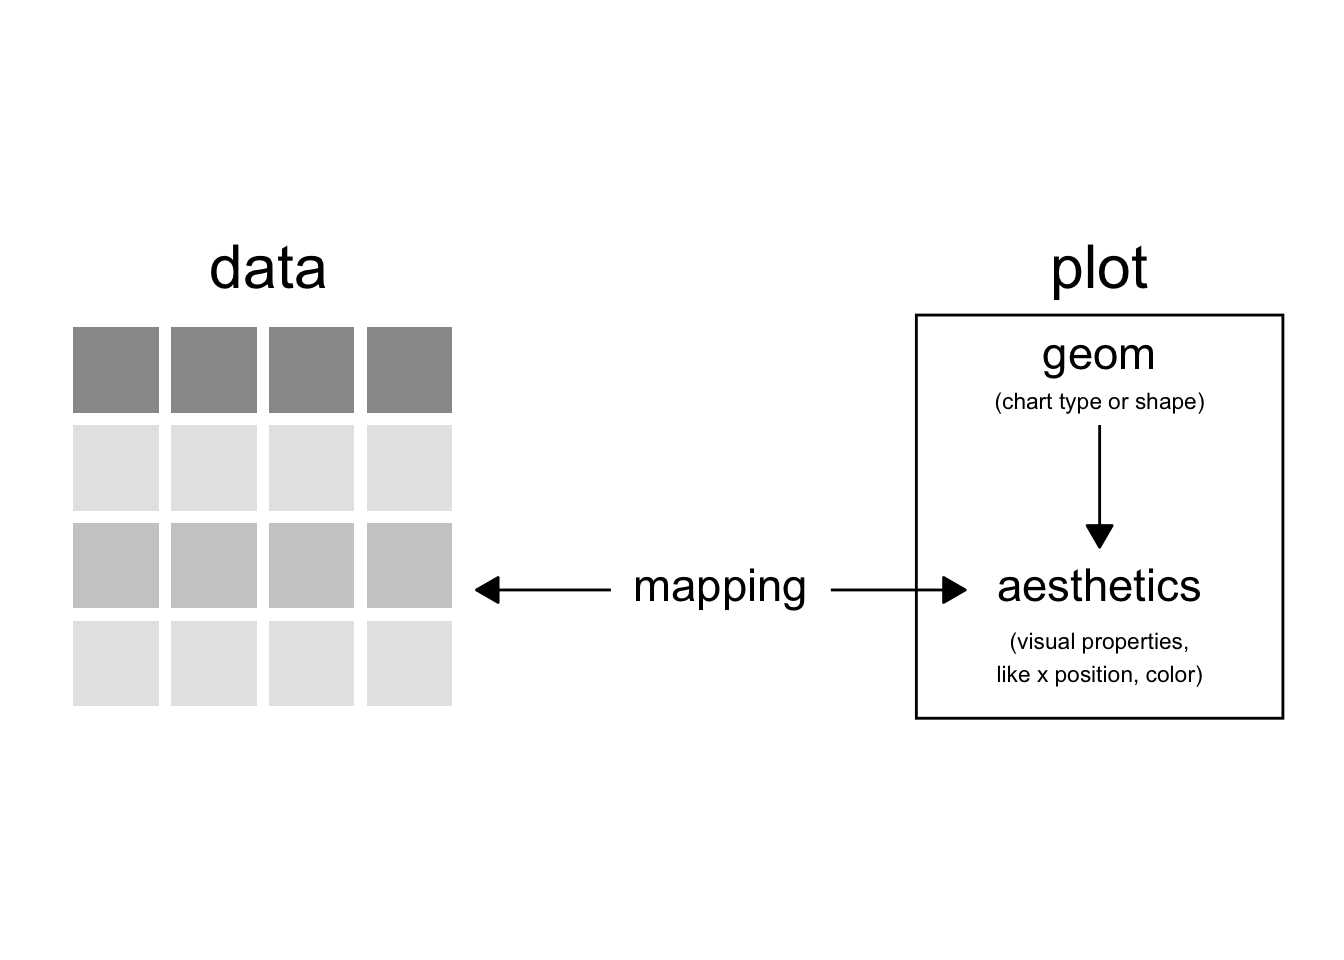 data
plot
geom
(chart type or shape)
mapping
aesthetics
(visual properties,
like x position, color)